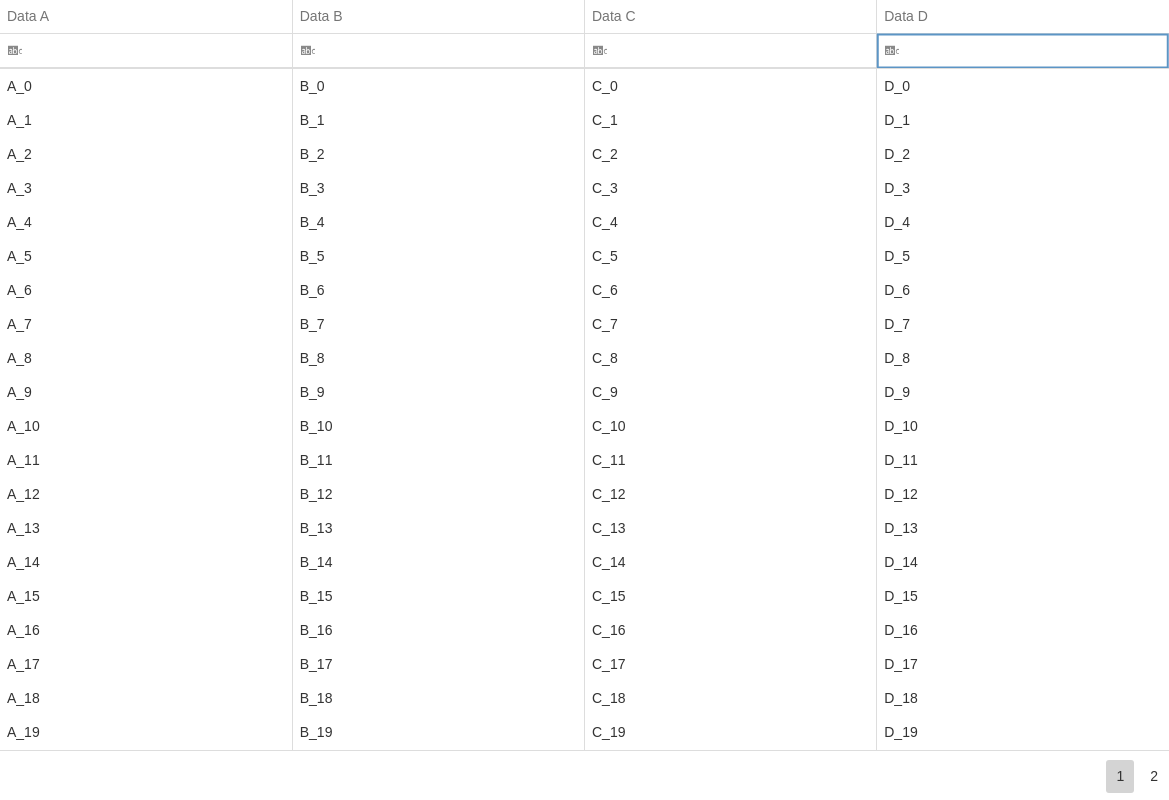 Data A Data B Data C Data D
abc abc abc abc
A_0 B_0 C_0 D_0
A_1 B_1 C_1 D_1
A_2 B_2 C_2 D_2
A_3 B_3 C_3 D_3
A_4 B_4 C_4 D_4
A_5 B_5 C_5 D_5
A_6 B_6 C_6 D_6
A_7 B_7 C_7 D_7
A_8 B_8 C_8 D_8
A_9 B_9 C_9 D_9
A_10 B_10 C_10 D_10
A_11 B_11 C_11 D_11
A_12 B_12 C_12 D_12
A_13 B_13 C_13 D_13
A_14 B_14 C_14 D_14
A_15 B_15 C_15 D_15
A_16 B_16 C_16 D_16
A_17 B_17 C_17 D_17
A_18 B_18 C_18 D_18
A_19 B_19 C_19 D_19
1 2